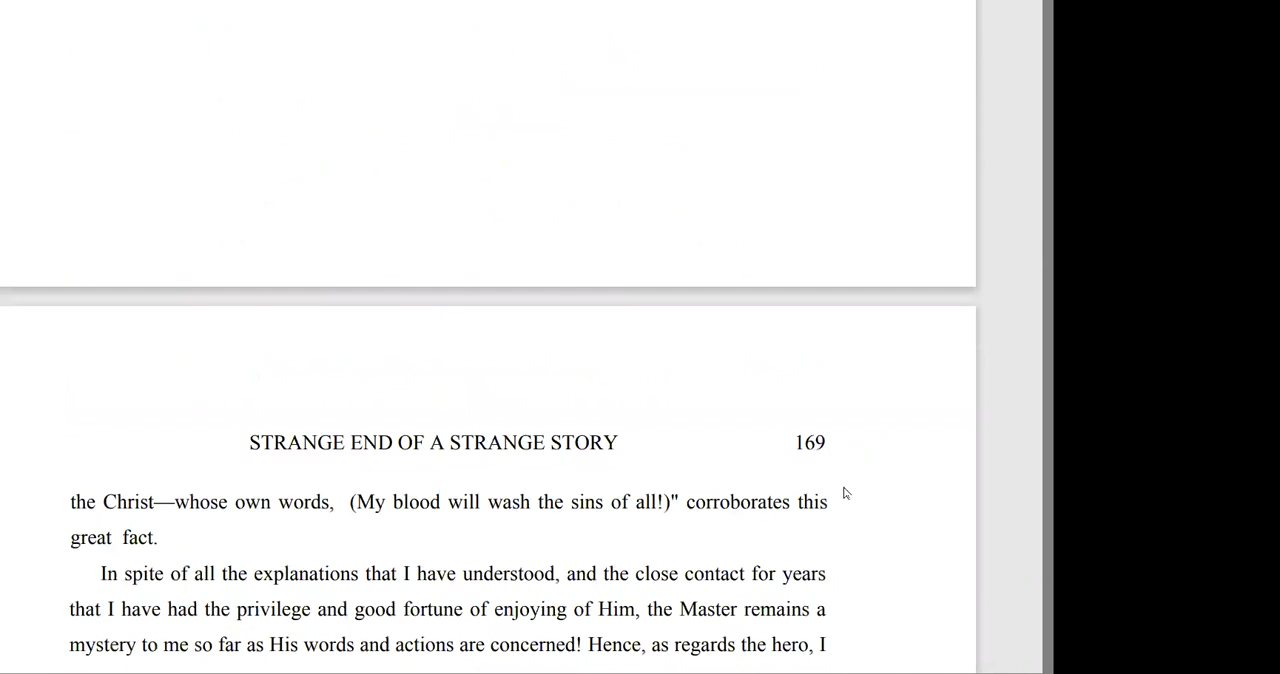 STRANGE END OF A STRANGE STORY 169
the Christ—whose own words, (My blood will wash the sins of all!)" corroborates this
great fact.
In spite of all the explanations that I have understood, and the close contact for years
that I have had the privilege and good fortune of enjoying of Him, the Master remains a
mystery to me so far as His words and actions are concerned! Hence, as regards the hero, I